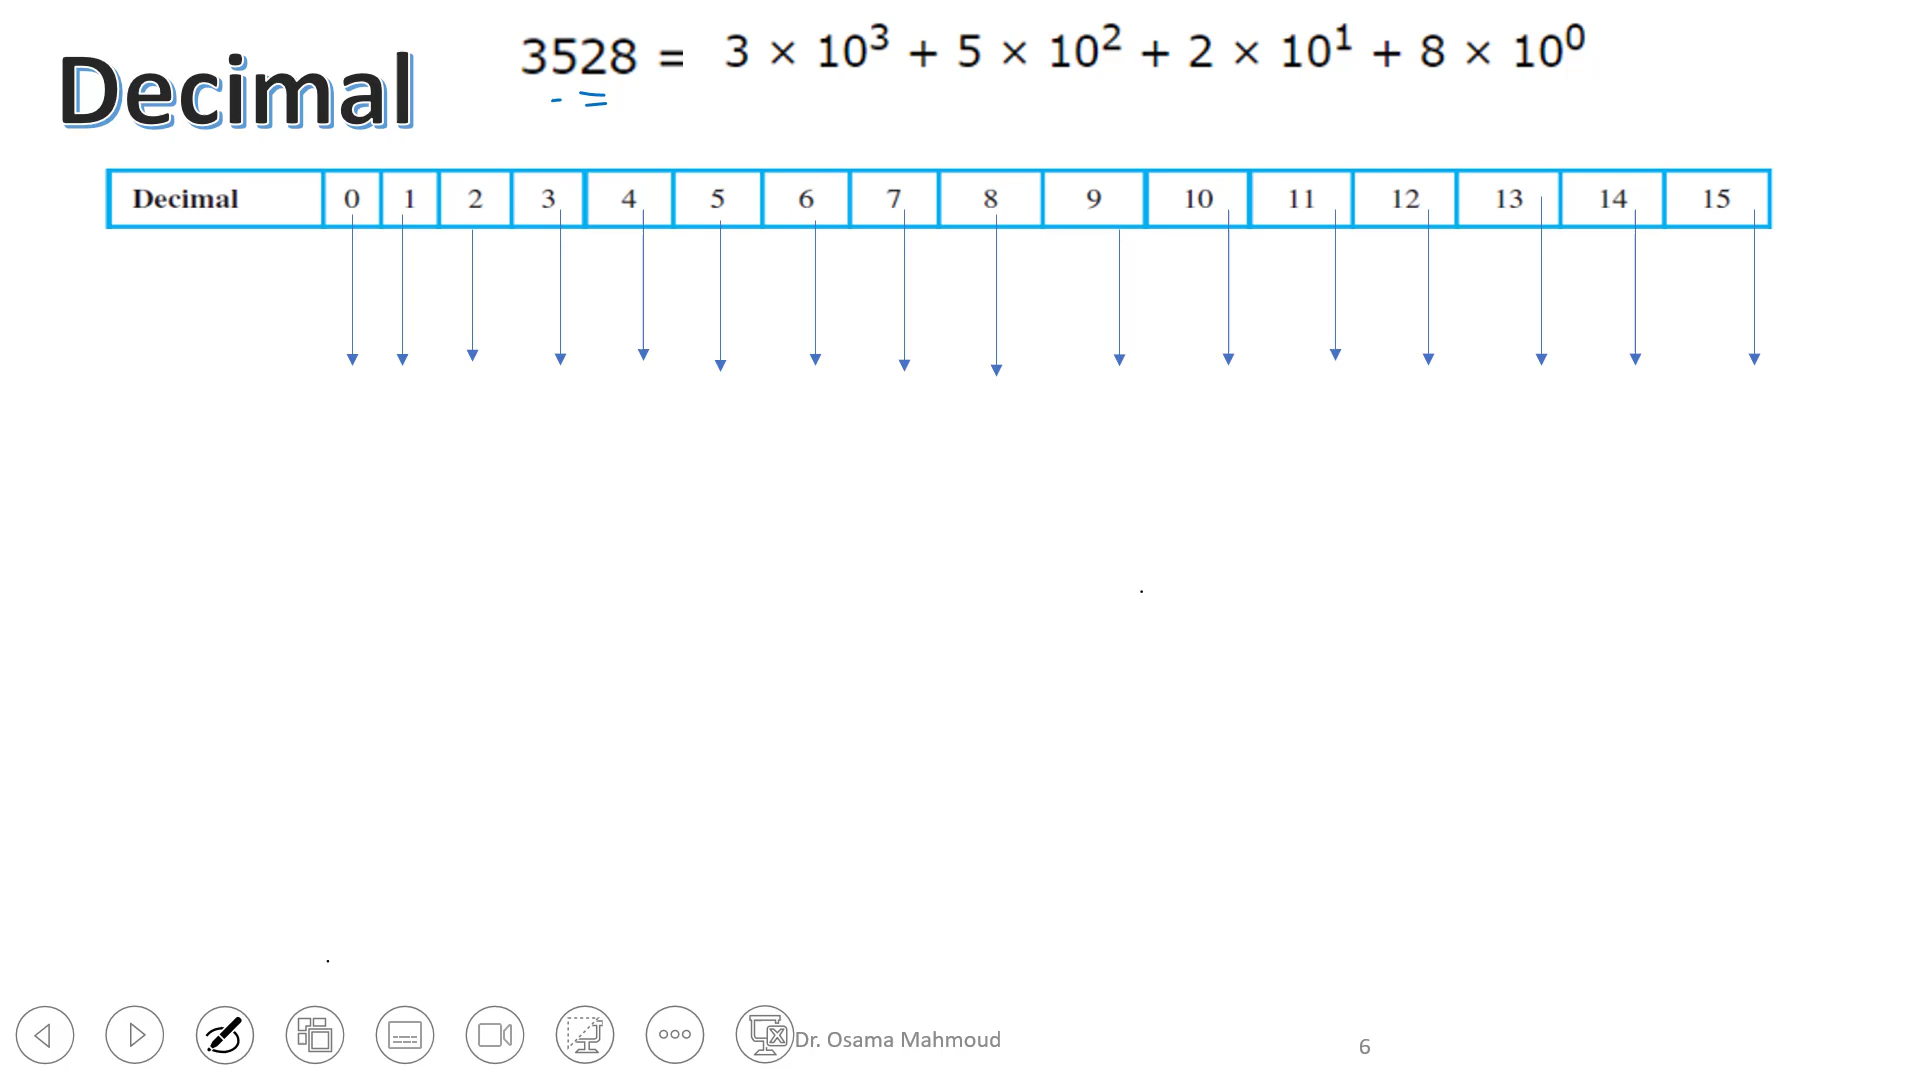 Decimal
3528 = 3 × 10³ + 5 × 10² + 2 × 10¹ + 8 × 10⁰
Decimal 0 1 2 3 4 5 6 7 8 9 10 11 12 13 14 15
Dr. Osama Mahmoud
6